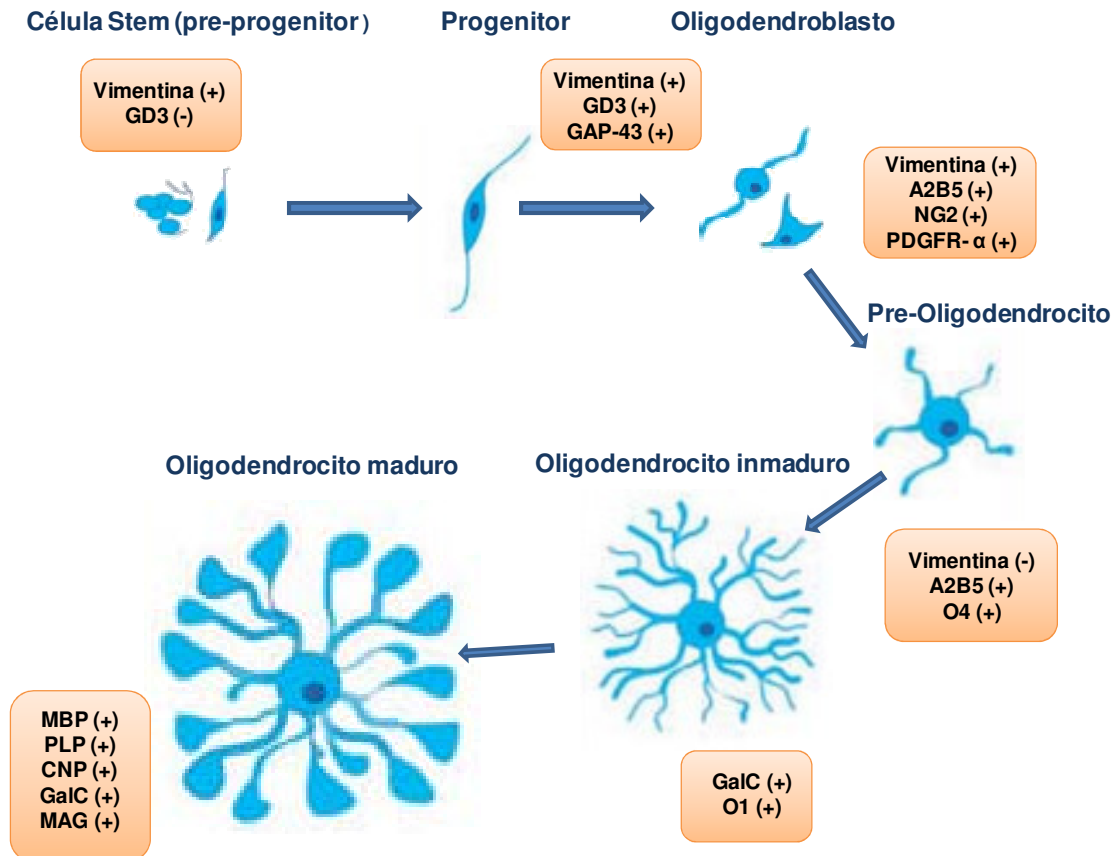 Célula Stem (pre-progenitor)
Vimentina (+)
GD3 (-)
Progenitor
Vimentina (+)
GD3 (+)
GAP-43 (+)
Oligodendroblasto
Vimentina (+)
A2B5 (+)
NG2 (+)
PDGFR- α (+)
Pre-Oligodendrocito
Vimentina (-)
A2B5 (+)
O4 (+)
Oligodendrocito inmaduro
GalC (+)
O1 (+)
Oligodendrocito maduro
MBP (+)
PLP (+)
CNP (+)
GalC (+)
MAG (+)